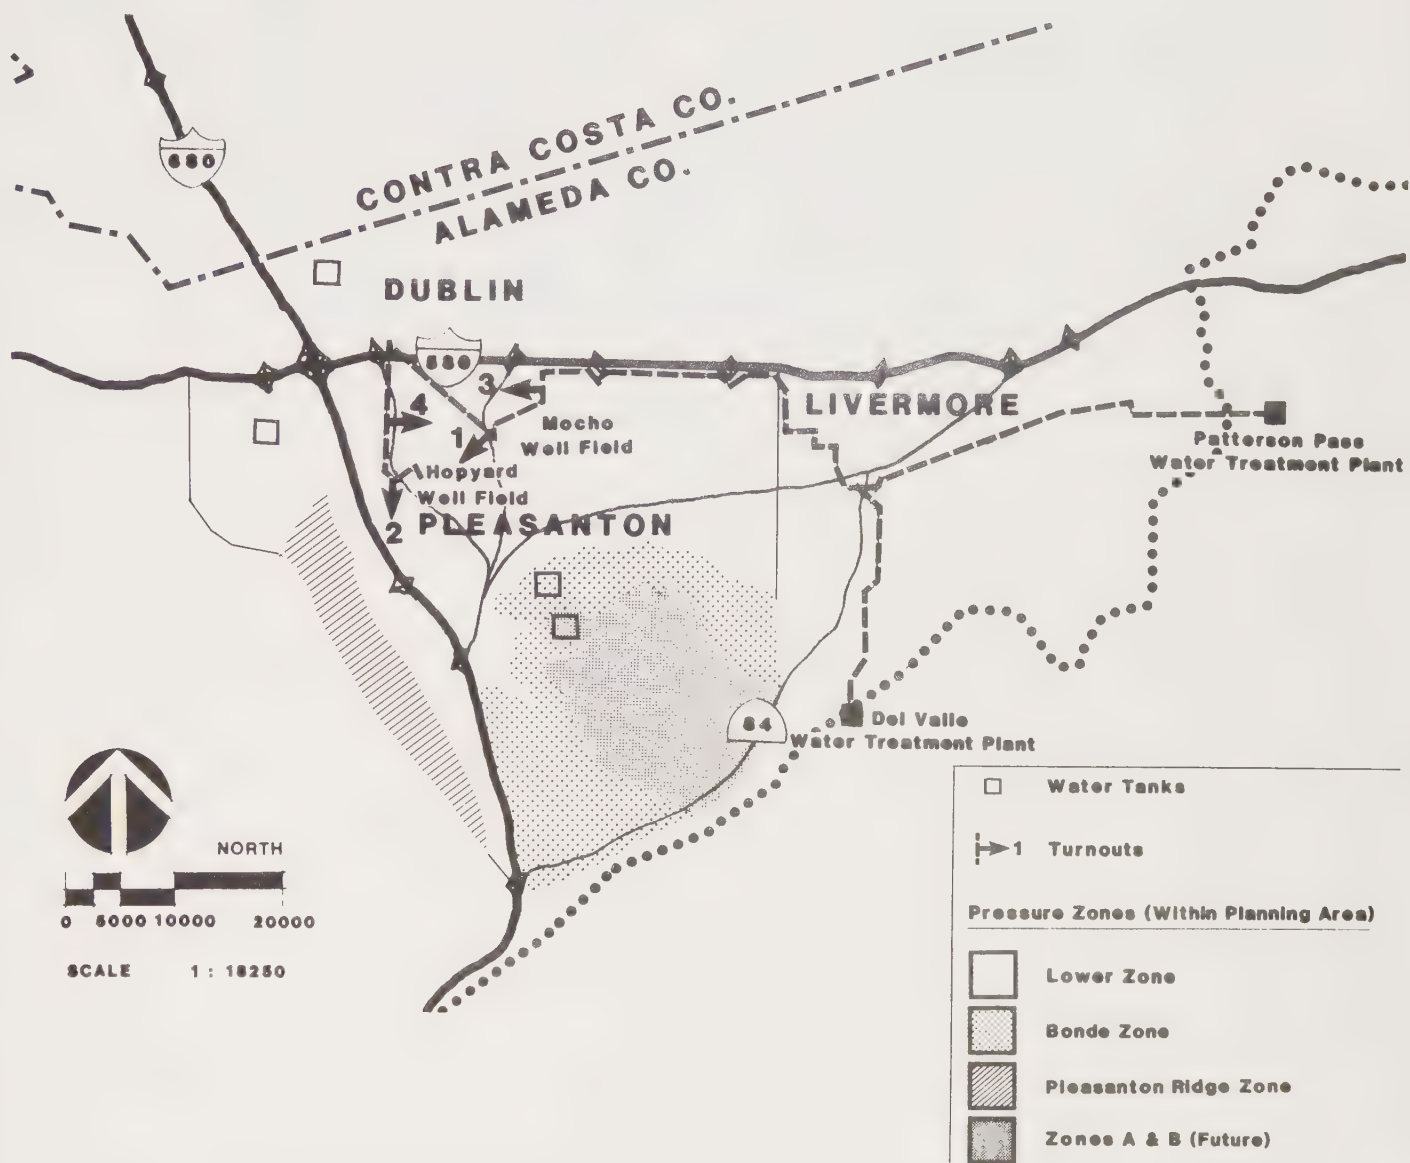 680
CONTRA COSTA CO.
ALAMEDA CO.
DUBLIN
580
3
4
1
Mocho
Well Field
LIVERMORE
Patterson Pass
Water Treatment Plant
Hopyard
Well Field
2
PLEASANTON
84
Del Valle
Water Treatment Plant
NORTH
0 5000 10000 20000
SCALE 1 : 18250
Water Tanks
1 Turnouts
Pressure Zones (Within Planning Area)
Lower Zone
Bonde Zone
Pleasanton Ridge Zone
Zones A & B (Future)